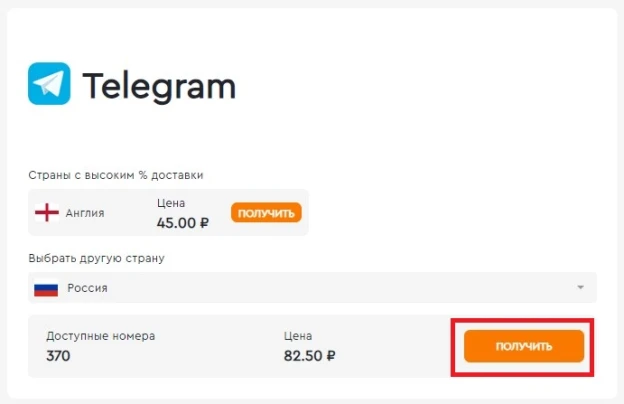 Telegram
Страны с высоким % доставки
Англия
Цена
45.00 ₽
ПОЛУЧИТЬ
Выбрать другую страну
Россия
Доступные номера
370
Цена
82.50 ₽
ПОЛУЧИТЬ